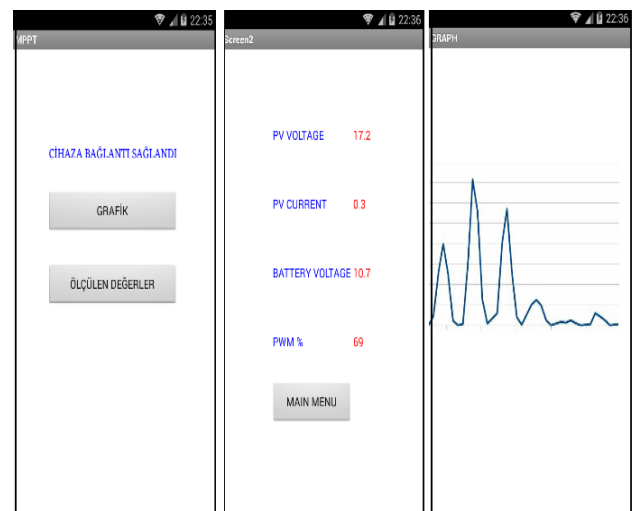 22:35
MPPT
CİHAZA BAĞLANTI SAĞLANDI
GRAFİK
ÖLÇÜLEN DEĞERLER
22:36
Screen2
PV VOLTAGE 17.2
PV CURRENT 0.3
BATTERY VOLTAGE 10.7
PWM % 69
MAIN MENU
22:36
GRAPH